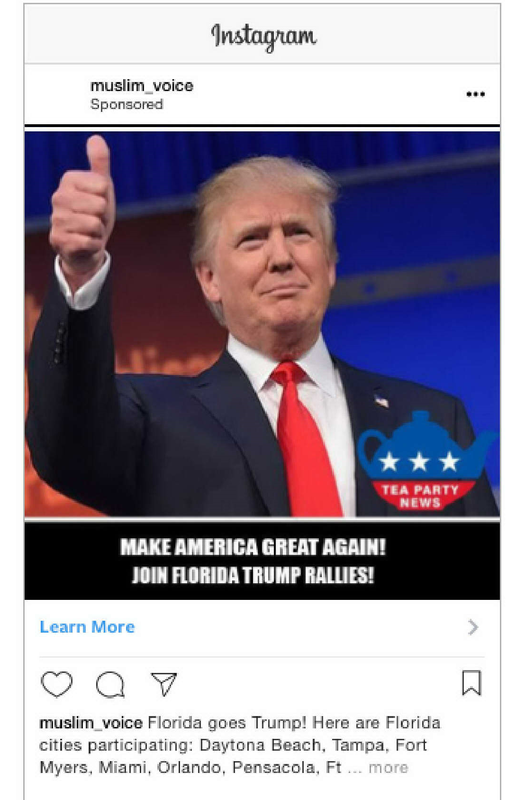 Instagram
muslim_voice
Sponsored
TEA PARTY
NEWS
MAKE AMERICA GREAT AGAIN!
JOIN FLORIDA TRUMP RALLIES!
Learn More
muslim_voice Florida goes Trump! Here are Florida
cities participating: Daytona Beach, Tampa, Fort
Myers, Miami, Orlando, Pensacola, Ft ... more